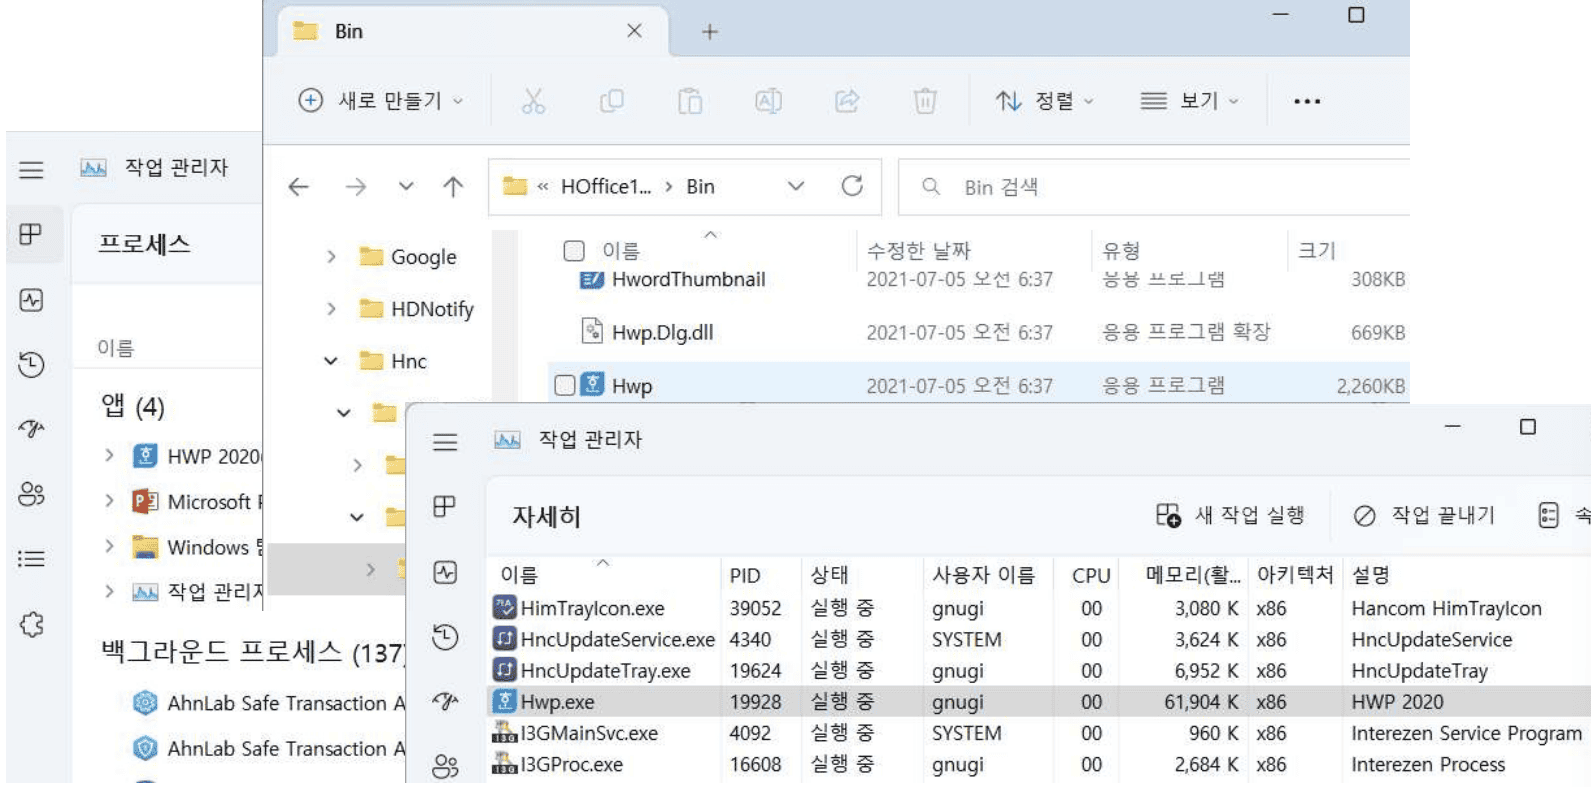 Bin
새로 만들기
정렬
보기
HOffice1... > Bin
Bin 검색
Google
HDNotify
Hnc
이름 수정한 날짜 유형 크기
HwordThumbnail 2021-07-05 오전 6:37 응용 프로그램 308KB
Hwp.Dlg.dll 2021-07-05 오전 6:37 응용 프로그램 확장 669KB
Hwp 2021-07-05 오전 6:37 응용 프로그램 2,260KB
작업 관리자
프로세스
이름
앱 (4)
HWP 2020
Microsoft
Windows
작업 관리
백그라운드 프로세스 (137)
AhnLab Safe Transaction A
AhnLab Safe Transaction A
작업 관리자
자세히
새 작업 실행
작업 끝내기
속
이름 PID 상태 사용자 이름 CPU 메모리(활... 아키텍처 설명
HimTrayIcon.exe 39052 실행 중 gnugi 00 3,080 K x86 Hancom HimTrayIcon
HncUpdateService.exe 4340 실행 중 SYSTEM 00 3,624 K x86 HncUpdateService
HncUpdateTray.exe 19624 실행 중 gnugi 00 6,952 K x86 HncUpdateTray
Hwp.exe 19928 실행 중 gnugi 00 61,904 K x86 HWP 2020
I3GMainSvc.exe 4092 실행 중 SYSTEM 00 960 K x86 Interezen Service Program
I3GProc.exe 16608 실행 중 gnugi 00 2,684 K x86 Interezen Process